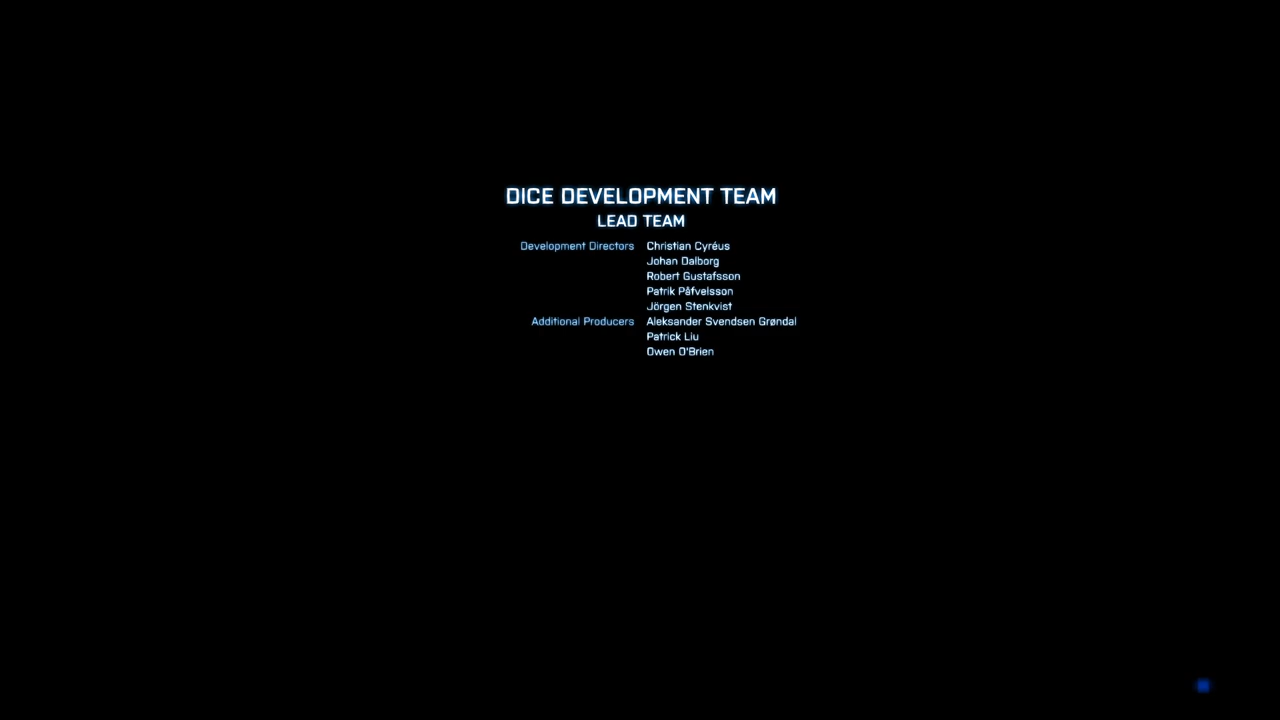 DICE DEVELOPMENT TEAM
LEAD TEAM
Development Directors Christian Cyréus
Johan Dalborg
Robert Gustafsson
Patrik Påfvelsson
Jörgen Stenkvist
Additional Producers Aleksander Svendsen Grøndal
Patrick Liu
Owen O'Brien